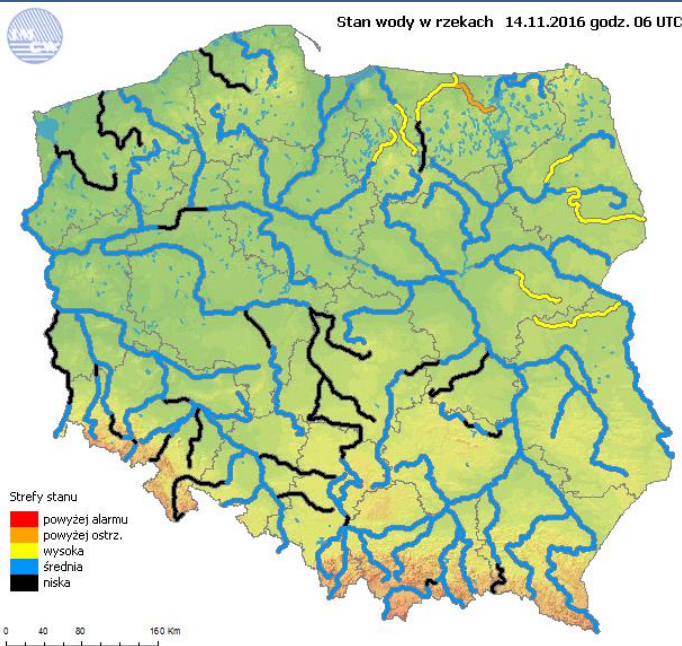 IMGW
Stan wody w rzekach 14.11.2016 godz. 06 UTC
Strefy stanu
powyżej alarmu
powyżej ostrz.
wysoka
średnia
niska
0 40 80 160 Km